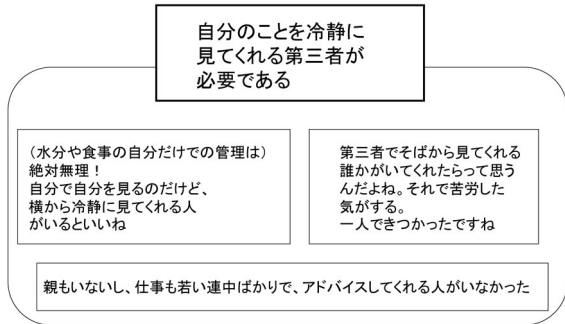 自分のことを冷静に
見てくれる第三者が
必要である
（水分や食事の自分だけでの管理は）
絶対無理！
自分で自分を見るのだけど、
横から冷静に見てくれる人
がいるといいね
第三者でそばから見てくれる
誰かがいてくれたらって思う
んだよね。それで苦労した
気がする。
一人できつかったですね
親もいないし、仕事も若い連中ばかりで、アドバイスしてくれる人がいなかった